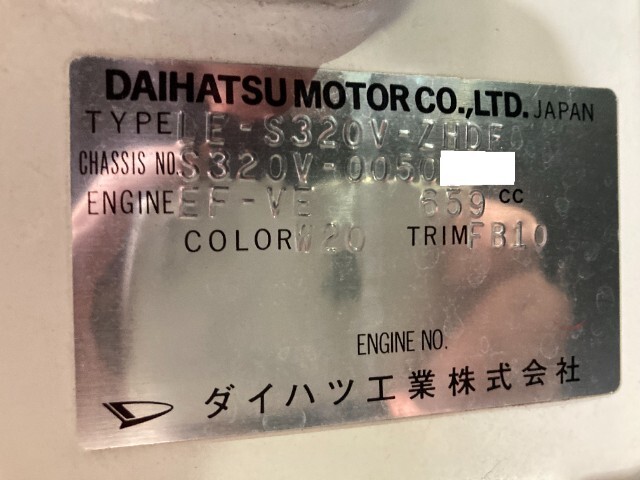 DAIHATSU MOTOR CO.,LTD. JAPAN
TYPE LE-S320V-ZHDF
CHASSIS NO. S320V-0050
ENGINE EF-VE 659 CC
COLOR W20 TRIM FB10
ENGINE NO.
ダイハツ工業株式会社